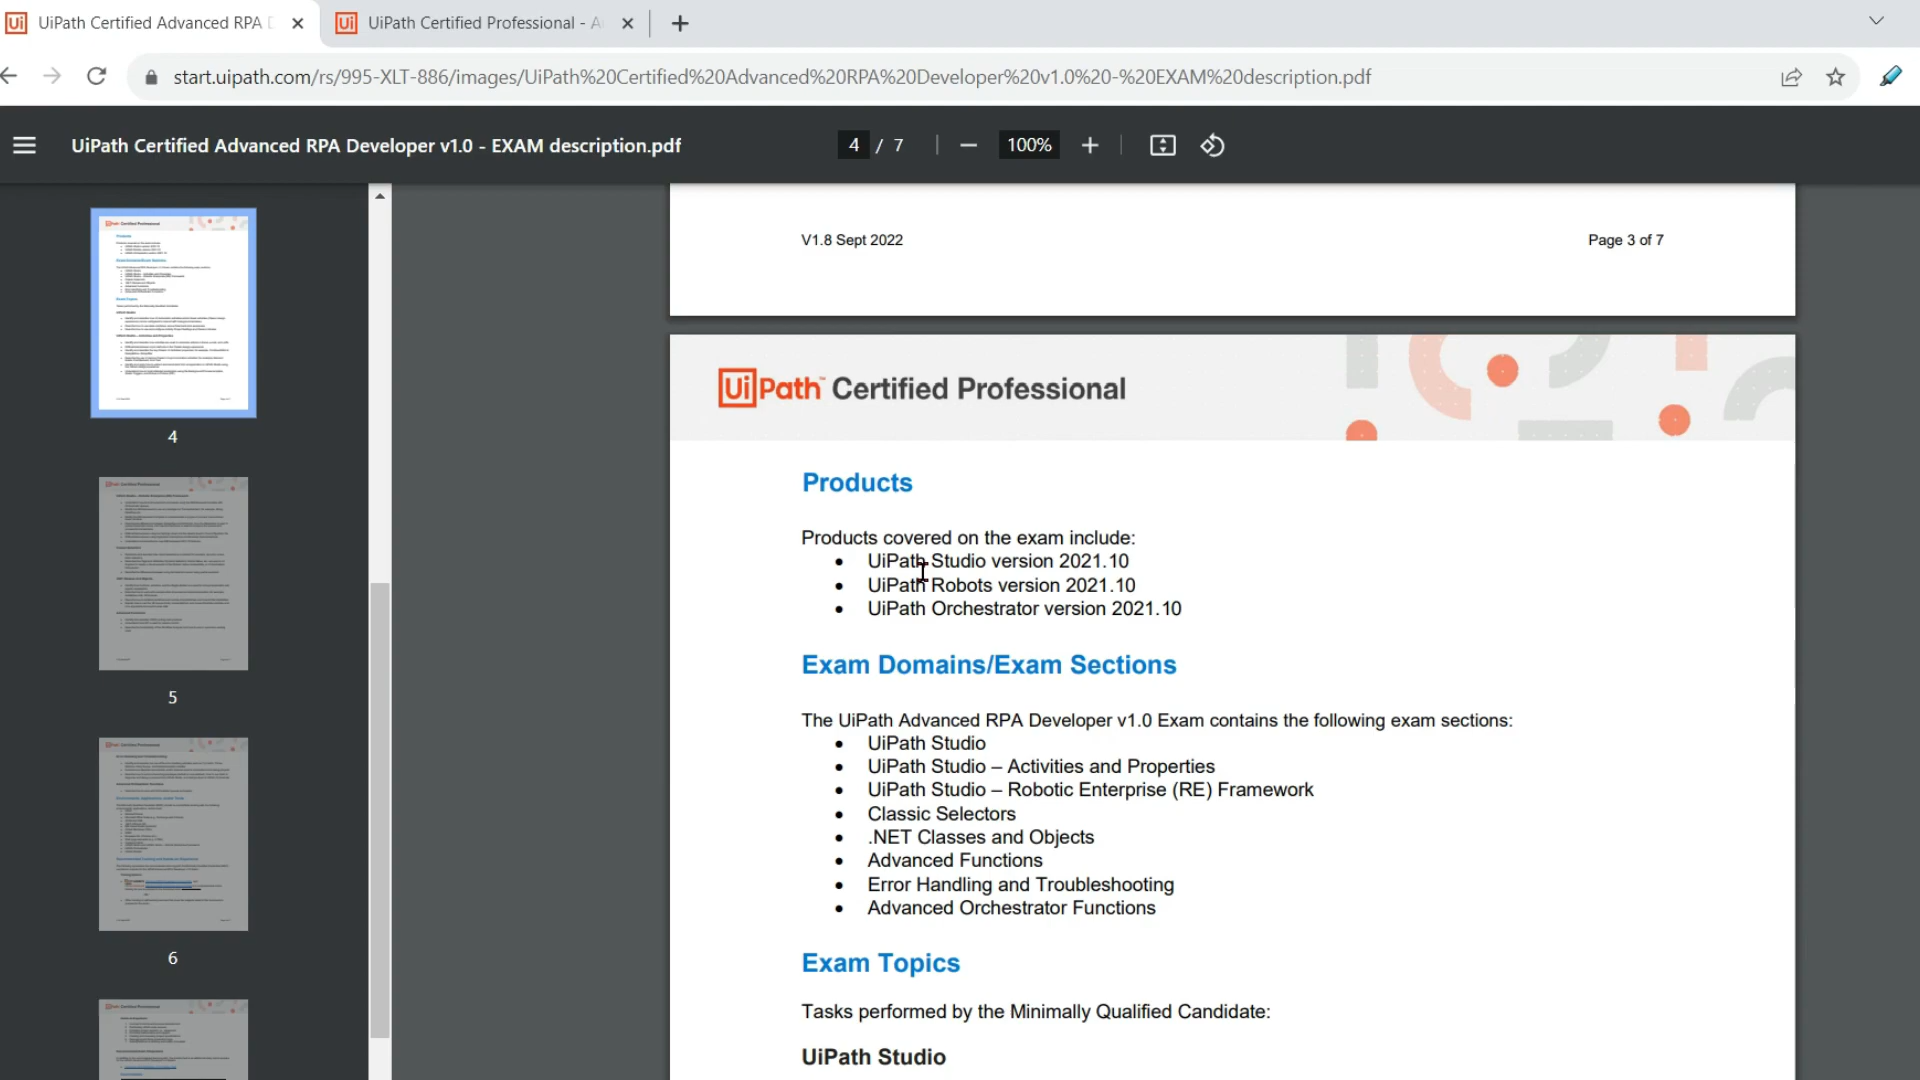 UiPath Certified Advanced RPA D
UiPath Certified Professional - A
start.uipath.com/rs/995-XLT-886/images/UiPath%20Certified%20Advanced%20RPA%20Developer%20v1.0%20-%20EXAM%20description.pdf
UiPath Certified Advanced RPA Developer v1.0 - EXAM description.pdf
4 / 7
100%
V1.8 Sept 2022
Page 3 of 7
UiPath™ Certified Professional
Products
Products covered on the exam include:
• UiPath Studio version 2021.10
• UiPath Robots version 2021.10
• UiPath Orchestrator version 2021.10
Exam Domains/Exam Sections
The UiPath Advanced RPA Developer v1.0 Exam contains the following exam sections:
• UiPath Studio
• UiPath Studio – Activities and Properties
• UiPath Studio – Robotic Enterprise (RE) Framework
• Classic Selectors
• .NET Classes and Objects
• Advanced Functions
• Error Handling and Troubleshooting
• Advanced Orchestrator Functions
Exam Topics
Tasks performed by the Minimally Qualified Candidate:
UiPath Studio
4
5
6